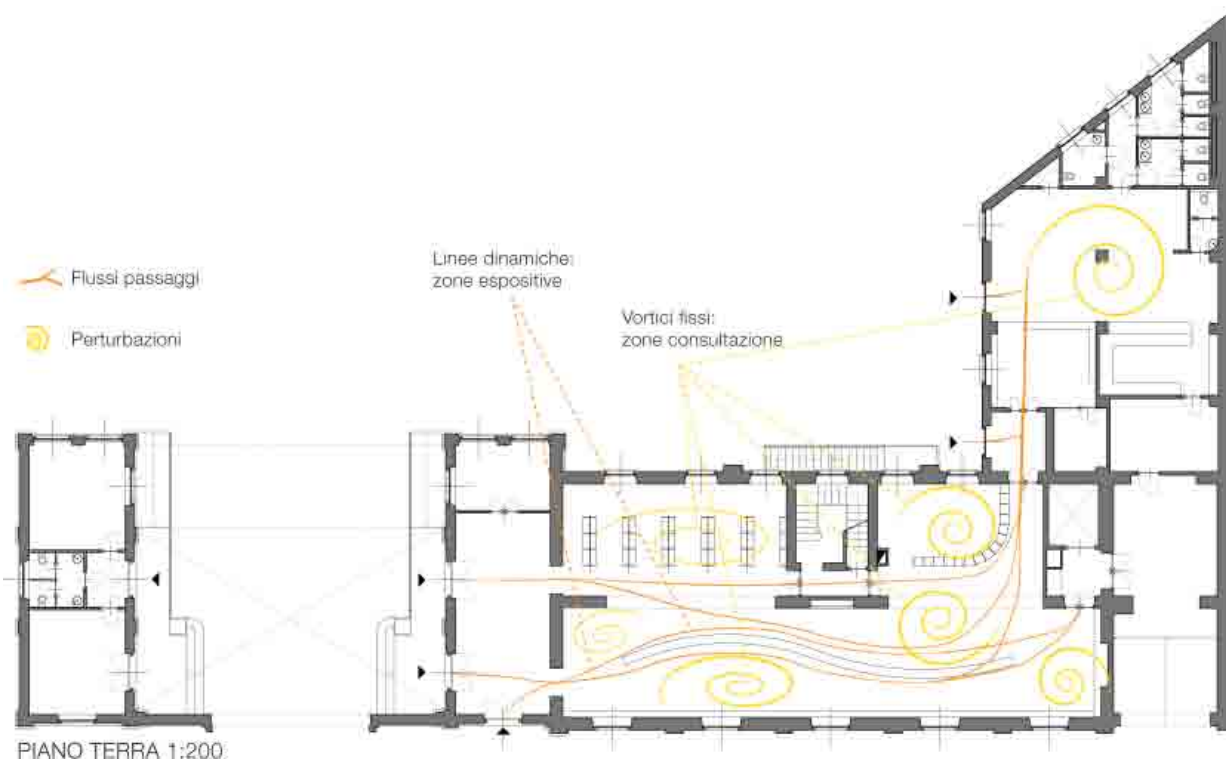 Linee dinamiche:
zone espositive
Flussi passaggi
Vortici fissi:
zone consultazione
Perturbazioni
PIANO TERRA 1:200